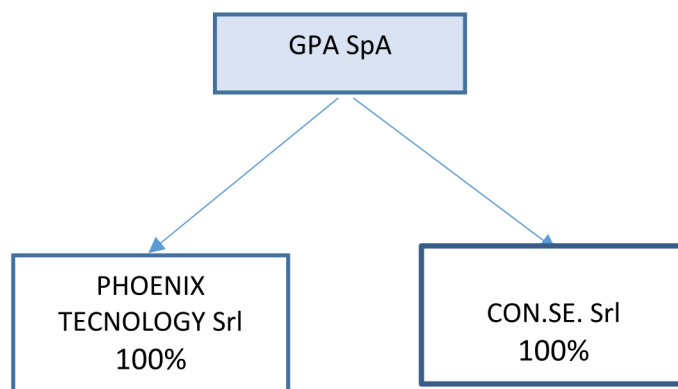 GPA SpA
PHOENIX
TECNOLOGY Srl
100%
CON.SE. Srl
100%